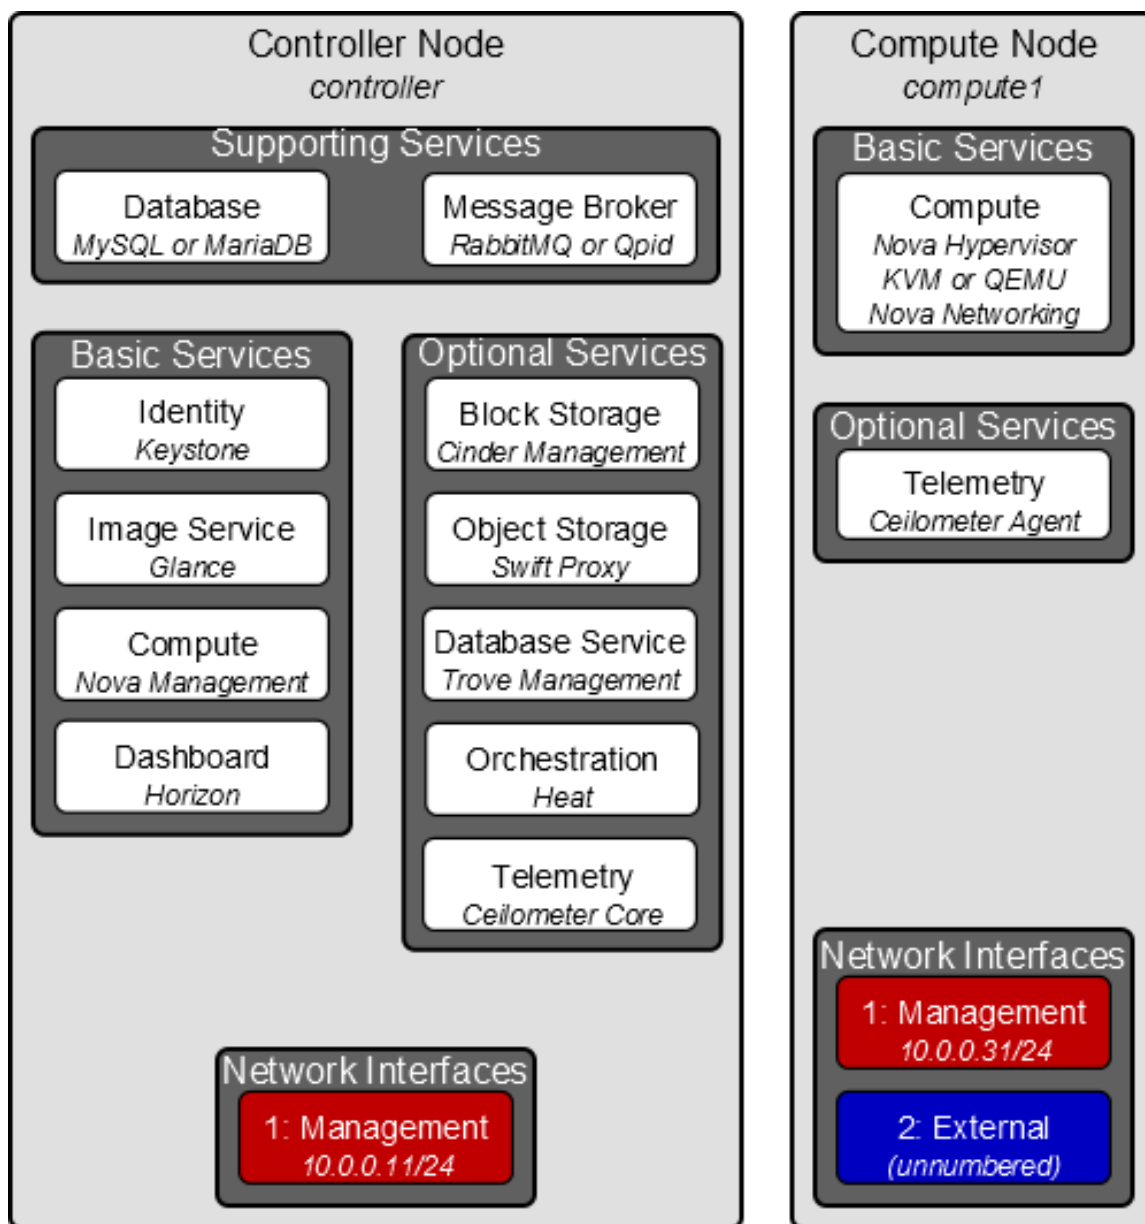 Controller Node
controller
Supporting Services
Database
MySQL or MariaDB
Message Broker
RabbitMQ or Qpid
Basic Services
Identity
Keystone
Image Service
Glance
Compute
Nova Management
Dashboard
Horizon
Optional Services
Block Storage
Cinder Management
Object Storage
Swift Proxy
Database Service
Trove Management
Orchestration
Heat
Telemetry
Ceilometer Core
Network Interfaces
1: Management
10.0.0.11/24
Compute Node
compute1
Basic Services
Compute
Nova Hypervisor
KVM or QEMU
Nova Networking
Optional Services
Telemetry
Ceilometer Agent
Network Interfaces
1: Management
10.0.0.31/24
2: External
(unnumbered)